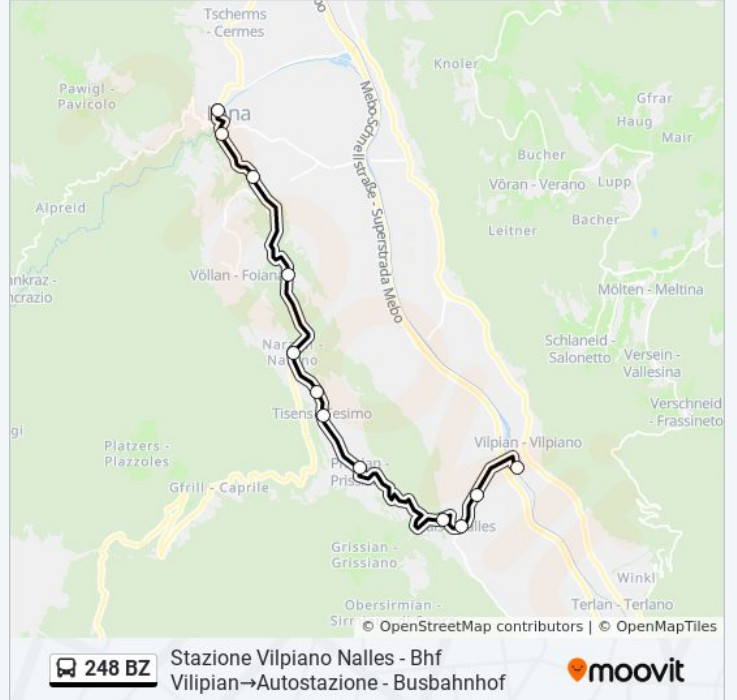 Tscherms
- Cermes
Knoler
Pawigl -
Pavicolo
Gfrar
Haug
Mair
Mebo-Schnellstraße - Superstrada Mebo
Bucher
Vöran - Verano
Lupp
Alpreid
Bacher
Leitner
Völlan - Foiana
Mölten - Meltina
Schlaneid -
Salonetto
Versein -
Vallesina
Verschneid
- Frassineto
Platzers -
Plazzoles
Vilpian - Vilpiano
Gfrill - Caprile
Grissian -
Grissiano
Winkl
Obersirmian -
Terlan - Terlano
© OpenStreetMap contributors | © OpenMapTiles
248 BZ
Stazione Vilpiano Nalles - Bhf
Vilipian→Autostazione - Busbahnhof
moovit